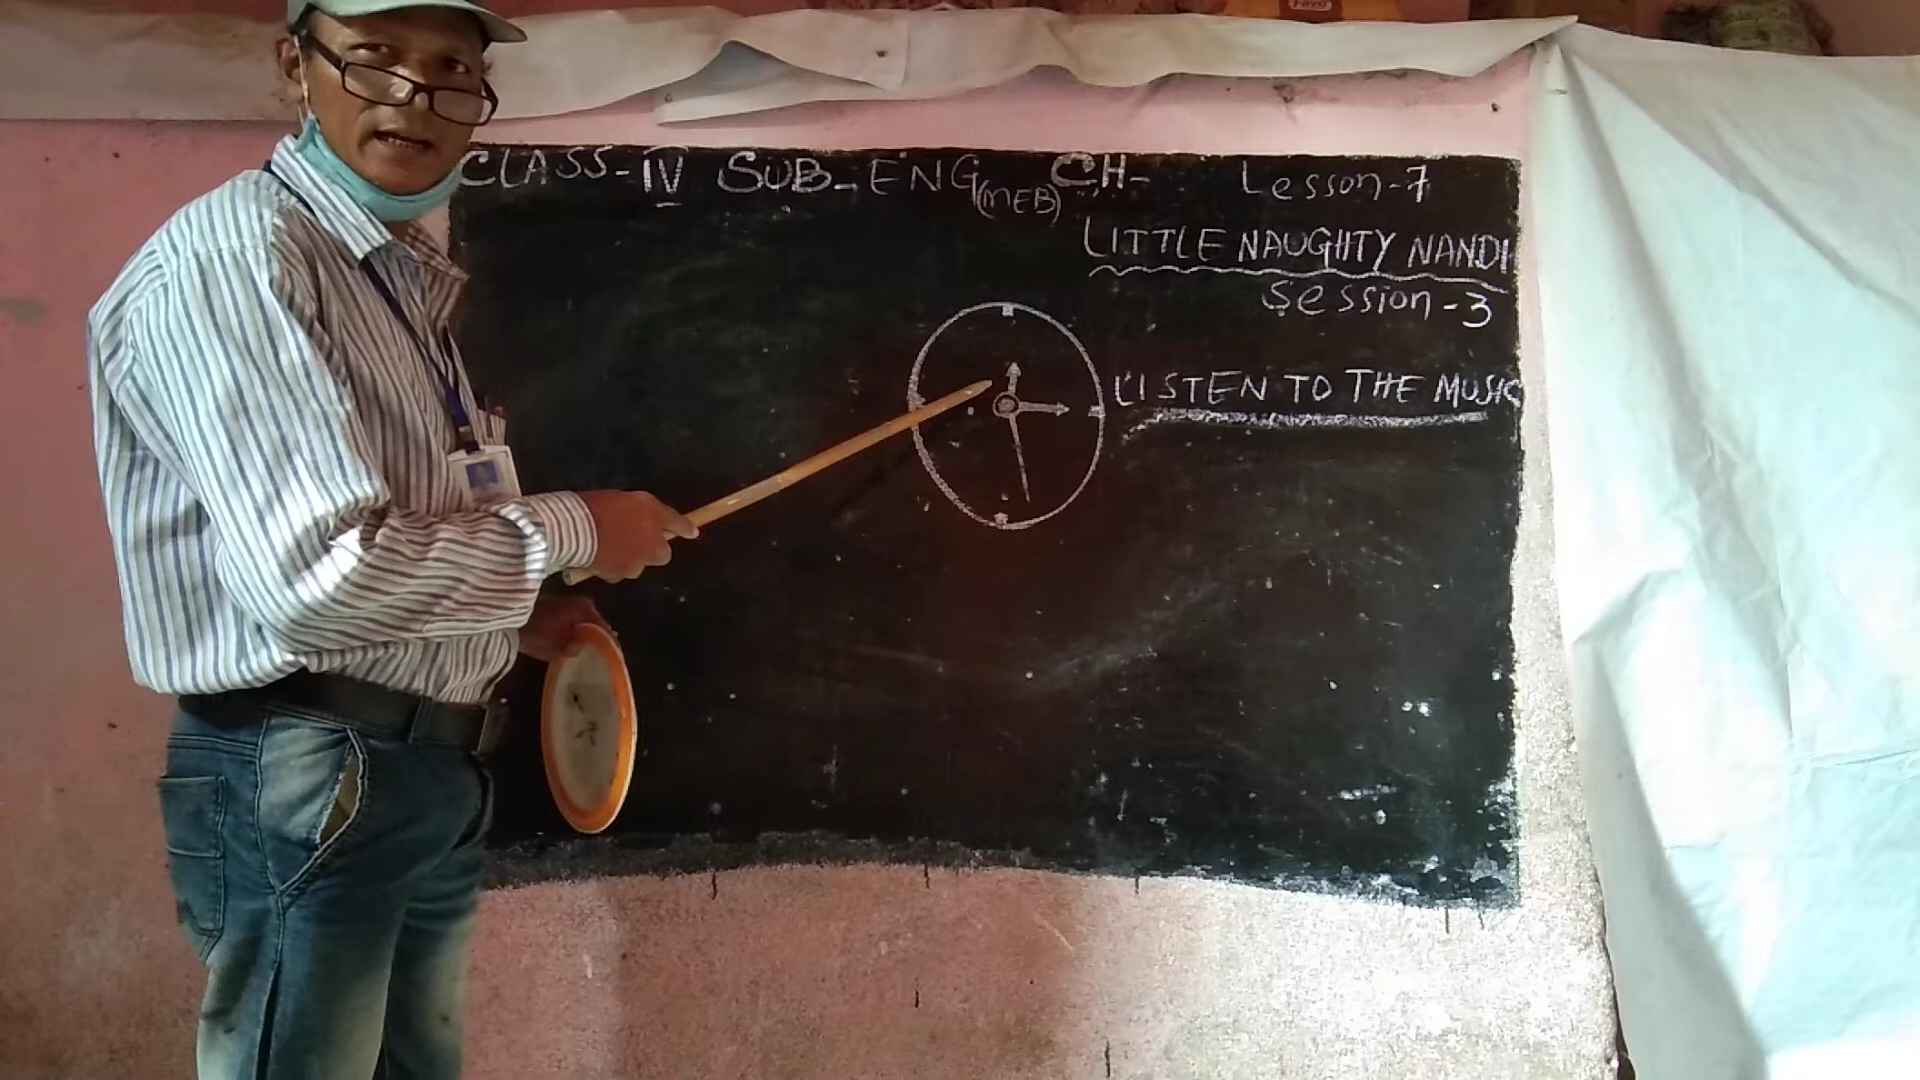 CLASS-IV SUB-ENG(MEB) CH- Lesson-7
LITTLE NAUGHTY NANDI
Session-3
LISTEN TO THE MUSIC